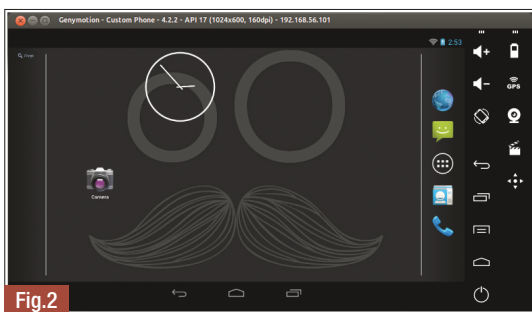 Genymotion - Custom Phone - 4.2.2 - API 17 (1024x600, 160dpi) - 192.168.56.101
2:53
GPS
Camera
Fig.2